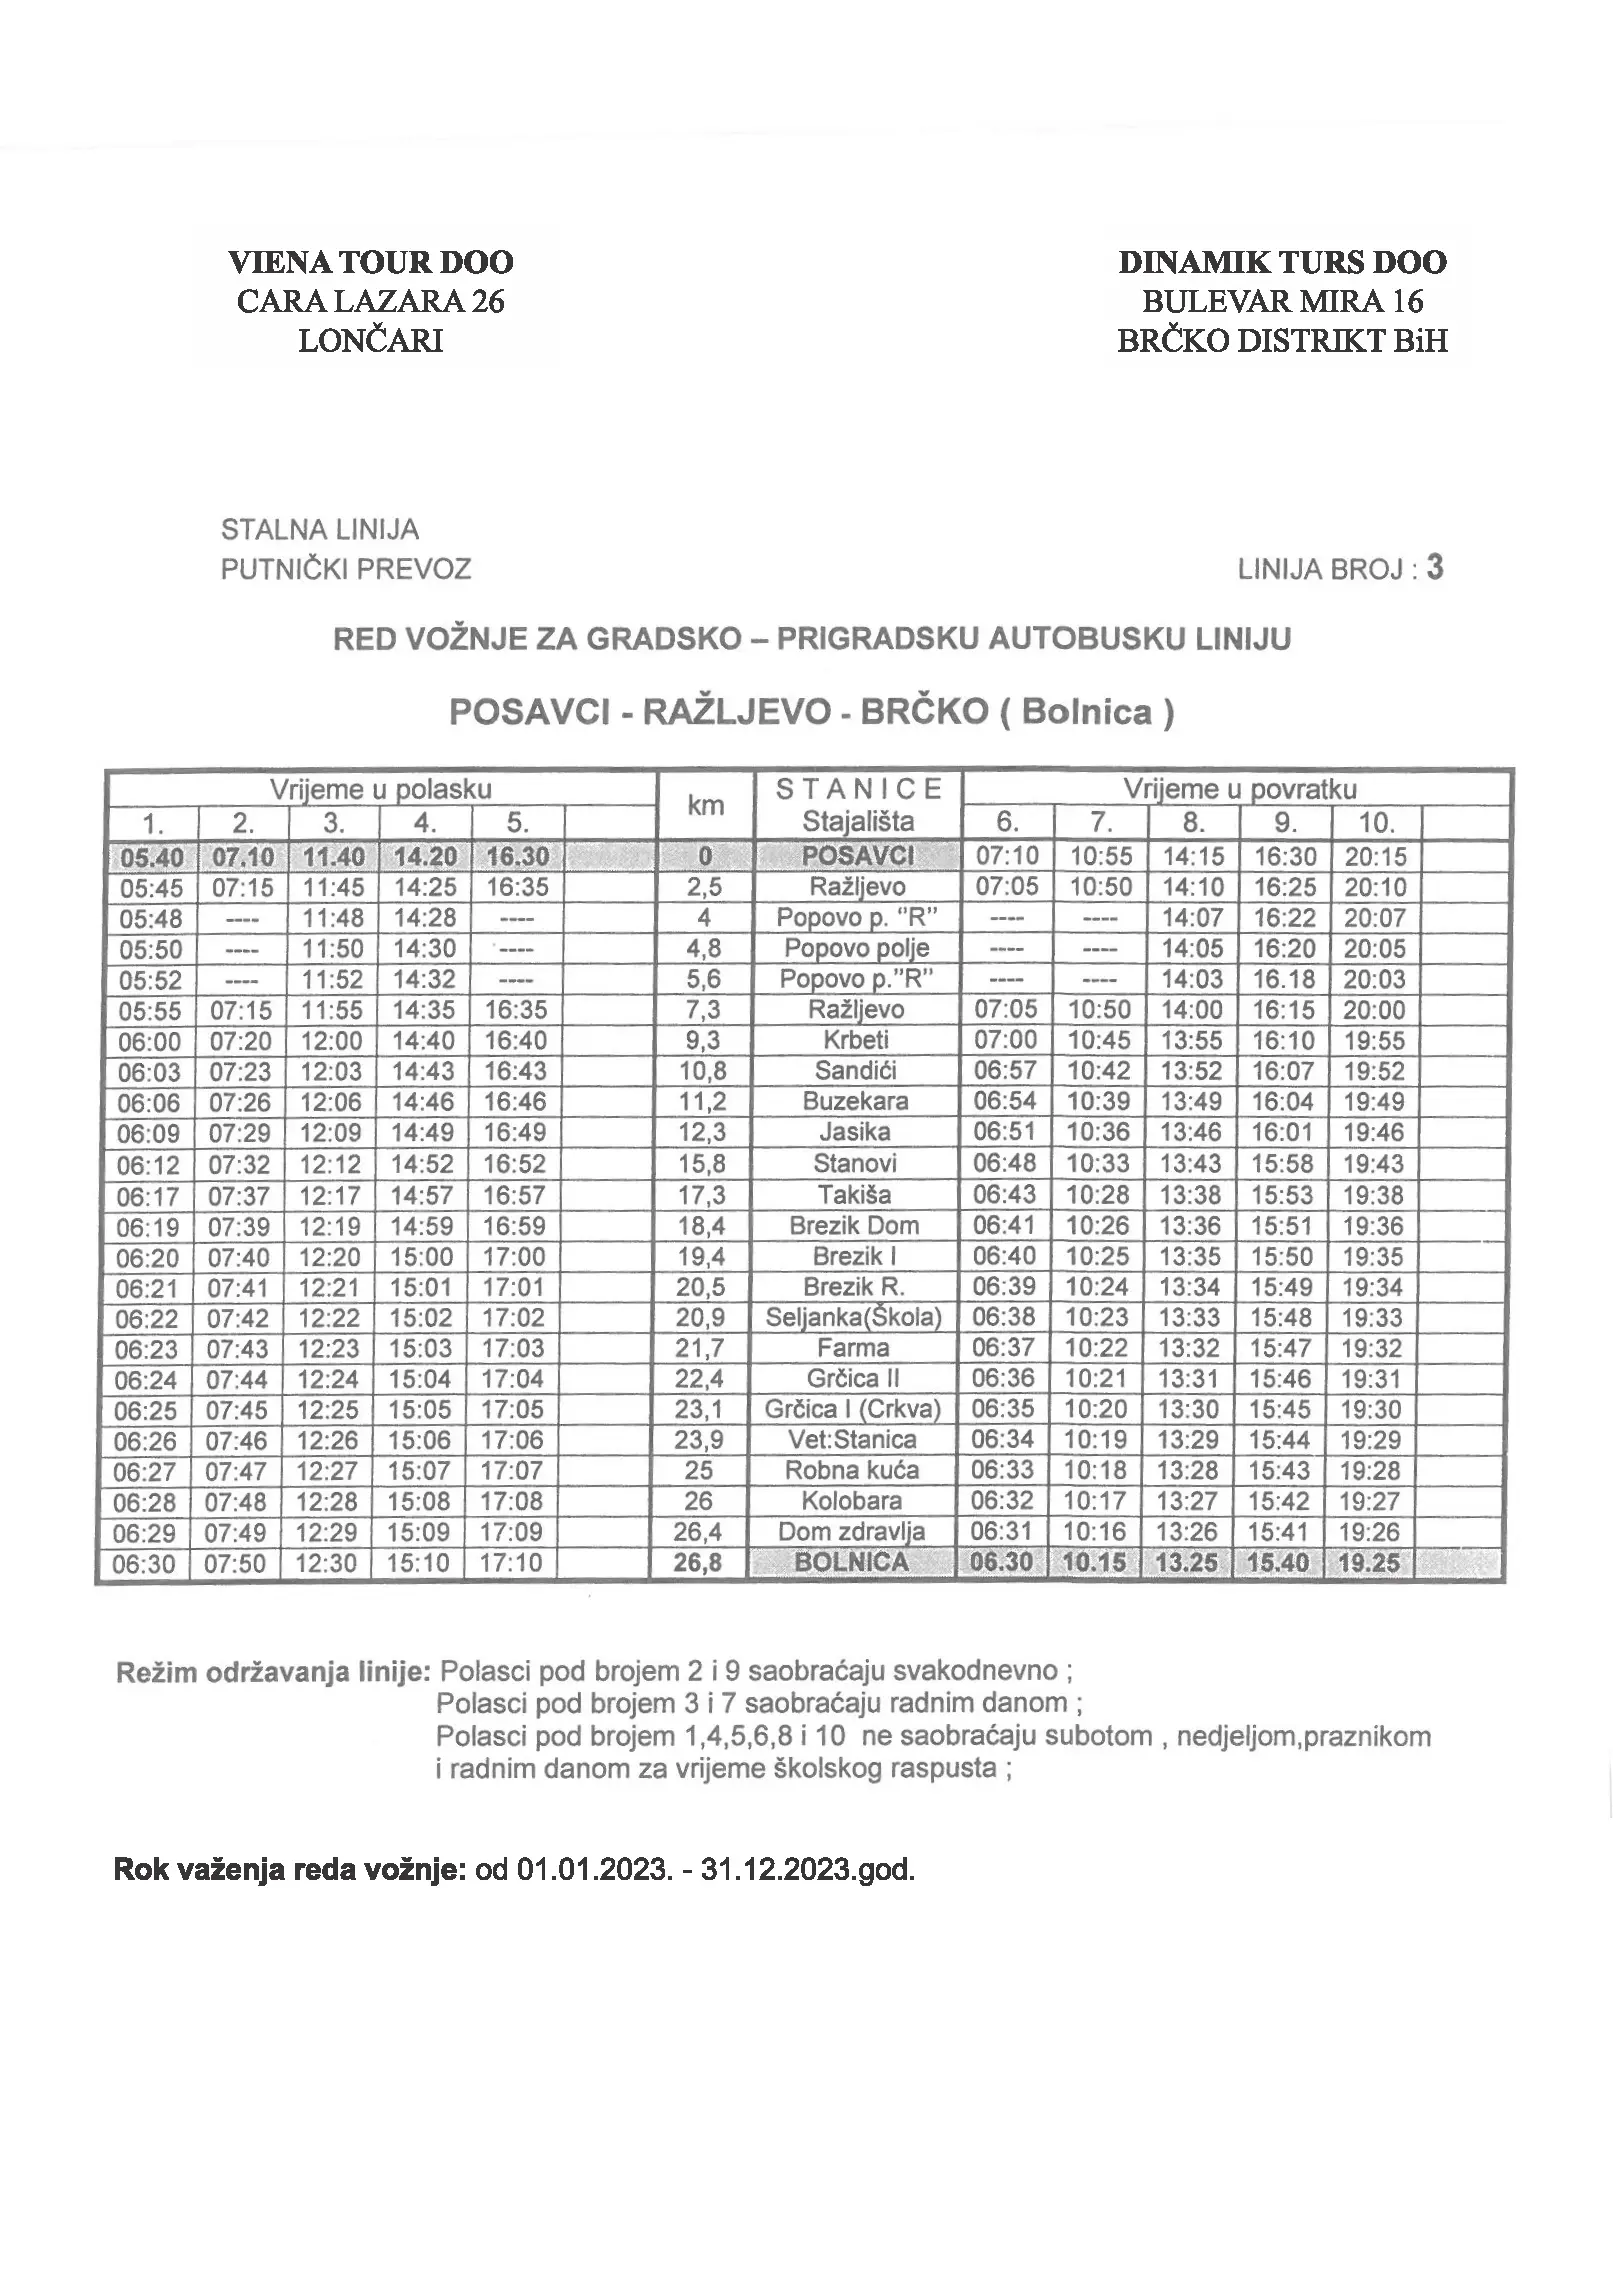 VIENA TOUR DOO
CARA LAZARA 26
LONČARI
DINAMIK TURS DOO
BULEVAR MIRA 16
BRČKO DISTRIKT BiH
STALNA LINIJA
PUTNIČKI PREVOZ
LINIJA BROJ : 3
RED VOŽNJE ZA GRADSKO – PRIGRADSKU AUTOBUSKU LINIJU
POSAVCI - RAŽLJEVO - BRČKO ( Bolnica )
Vrijeme u polasku km S T A N I C E Vrijeme u povratku
1. 2. 3. 4. 5. Stajališta 6. 7. 8. 9. 10.
05.40 07.10 11.40 14.20 16.30 0 POSAVCI 07:10 10:55 14:15 16:30 20:15
05:45 07:15 11:45 14:25 16:35 2,5 Ražljevo 07:05 10:50 14:10 16:25 20:10
05:48 ---- 11:48 14:28 ---- 4 Popovo p. "R" ---- ---- 14:07 16:22 20:07
05:50 ---- 11:50 14:30 ---- 4,8 Popovo polje ---- ---- 14:05 16:20 20:05
05:52 ---- 11:52 14:32 ---- 5,6 Popovo p."R" ---- ---- 14:03 16.18 20:03
05:55 07:15 11:55 14:35 16:35 7,3 Ražljevo 07:05 10:50 14:00 16:15 20:00
06:00 07:20 12:00 14:40 16:40 9,3 Krbeti 07:00 10:45 13:55 16:10 19:55
06:03 07:23 12:03 14:43 16:43 10,8 Sandići 06:57 10:42 13:52 16:07 19:52
06:06 07:26 12:06 14:46 16:46 11,2 Buzekara 06:54 10:39 13:49 16:04 19:49
06:09 07:29 12:09 14:49 16:49 12,3 Jasika 06:51 10:36 13:46 16:01 19:46
06:12 07:32 12:12 14:52 16:52 15,8 Stanovi 06:48 10:33 13:43 15:58 19:43
06:17 07:37 12:17 14:57 16:57 17,3 Takiša 06:43 10:28 13:38 15:53 19:38
06:19 07:39 12:19 14:59 16:59 18,4 Brezik Dom 06:41 10:26 13:36 15:51 19:36
06:20 07:40 12:20 15:00 17:00 19,4 Brezik I 06:40 10:25 13:35 15:50 19:35
06:21 07:41 12:21 15:01 17:01 20,5 Brezik R. 06:39 10:24 13:34 15:49 19:34
06:22 07:42 12:22 15:02 17:02 20,9 Seljanka(Škola) 06:38 10:23 13:33 15:48 19:33
06:23 07:43 12:23 15:03 17:03 21,7 Farma 06:37 10:22 13:32 15:47 19:32
06:24 07:44 12:24 15:04 17:04 22,4 Grčica II 06:36 10:21 13:31 15:46 19:31
06:25 07:45 12:25 15:05 17:05 23,1 Grčica I (Crkva) 06:35 10:20 13:30 15:45 19:30
06:26 07:46 12:26 15:06 17:06 23,9 Vet:Stanica 06:34 10:19 13:29 15:44 19:29
06:27 07:47 12:27 15:07 17:07 25 Robna kuća 06:33 10:18 13:28 15:43 19:28
06:28 07:48 12:28 15:08 17:08 26 Kolobara 06:32 10:17 13:27 15:42 19:27
06:29 07:49 12:29 15:09 17:09 26,4 Dom zdravlja 06:31 10:16 13:26 15:41 19:26
06:30 07:50 12:30 15:10 17:10 26,8 BOLNICA 06.30 10.15 13.25 15.40 19.25
Režim održavanja linije: Polasci pod brojem 2 i 9 saobraćaju svakodnevno ;
Polasci pod brojem 3 i 7 saobraćaju radnim danom ;
Polasci pod brojem 1,4,5,6,8 i 10 ne saobraćaju subotom , nedjeljom,praznikom
i radnim danom za vrijeme školskog raspusta ;
Rok važenja reda vožnje: od 01.01.2023. - 31.12.2023.god.